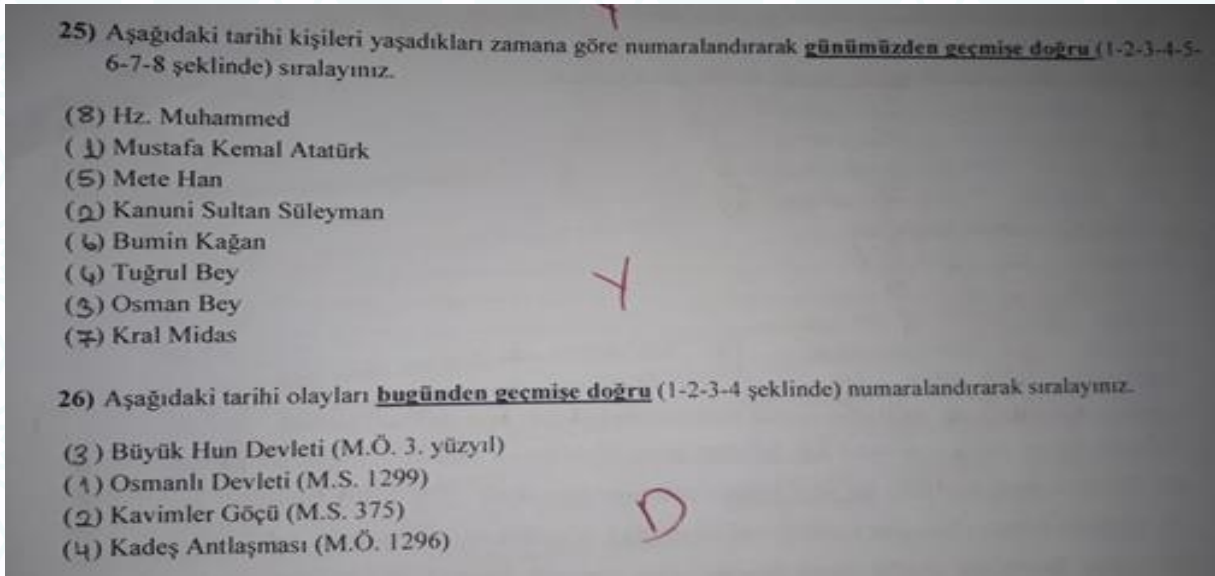 25) Aşağıdaki tarihi kişileri yaşadıkları zamana göre numaralandırarak günümüzden geçmişe doğru (1-2-3-4-5-
6-7-8 şeklinde) sıralayınız.
(8) Hz. Muhammed
(1) Mustafa Kemal Atatürk
(5) Mete Han
(2) Kanuni Sultan Süleyman
(6) Bumin Kağan
(4) Tuğrul Bey
(3) Osman Bey
(7) Kral Midas
Y
26) Aşağıdaki tarihi olayları bugünden geçmişe doğru (1-2-3-4 şeklinde) numaralandırarak sıralayınız.
(3) Büyük Hun Devleti (M.Ö. 3. yüzyıl)
(1) Osmanlı Devleti (M.S. 1299)
(2) Kavimler Göçü (M.S. 375)
(4) Kadeş Antlaşması (M.Ö. 1296)
D